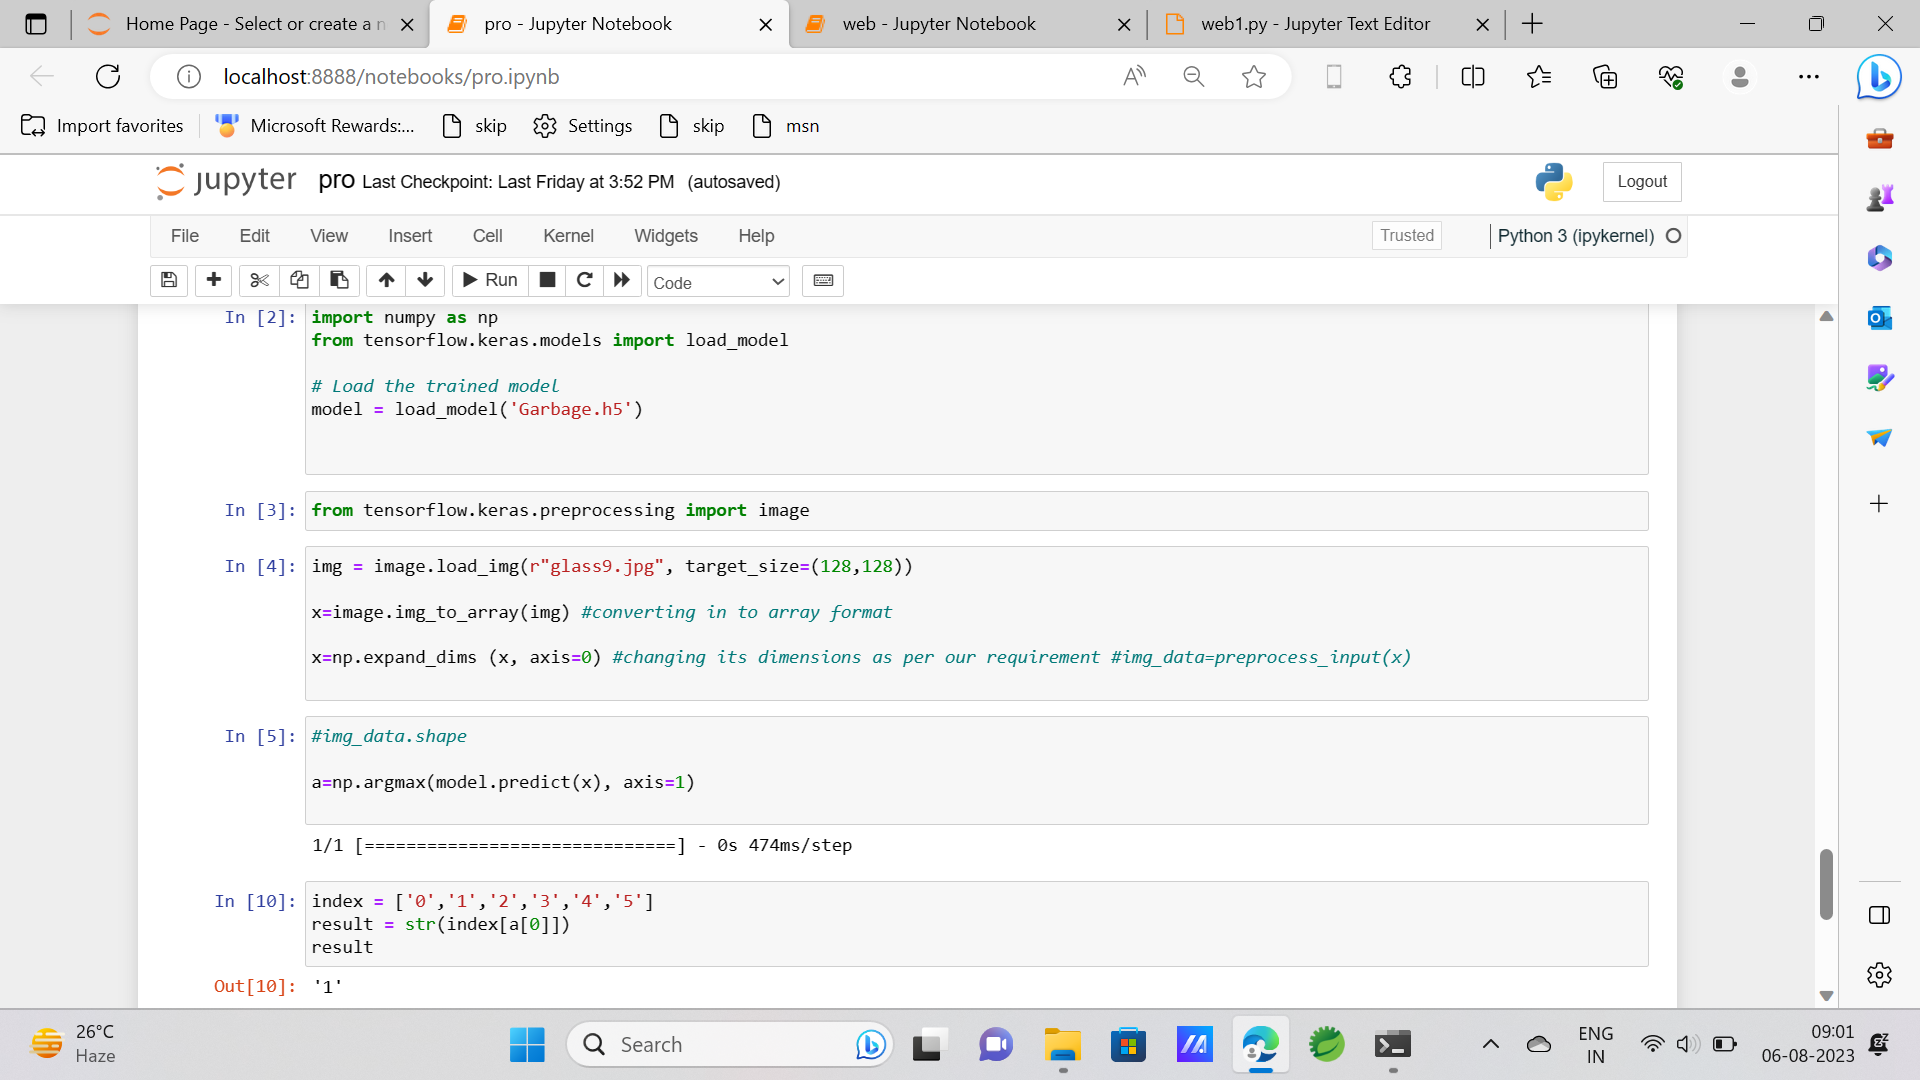 Home Page - Select or create a n
pro - Jupyter Notebook
web - Jupyter Notebook
web1.py - Jupyter Text Editor
localhost:8888/notebooks/pro.ipynb
Import favorites
Microsoft Rewards:...
skip
Settings
skip
msn
jupyter pro Last Checkpoint: Last Friday at 3:52 PM (autosaved)
Logout
File Edit View Insert Cell Kernel Widgets Help
Trusted
Python 3 (ipykernel)
Run
Code
In [2]: import numpy as np
from tensorflow.keras.models import load_model
# Load the trained model
model = load_model('Garbage.h5')
In [3]: from tensorflow.keras.preprocessing import image
In [4]: img = image.load_img(r"glass9.jpg", target_size=(128,128))
x=image.img_to_array(img) #converting in to array format
x=np.expand_dims (x, axis=0) #changing its dimensions as per our requirement #img_data=preprocess_input(x)
In [5]: #img_data.shape
a=np.argmax(model.predict(x), axis=1)
1/1 [==============================] - 0s 474ms/step
In [10]: index = ['0','1','2','3','4','5']
result = str(index[a[0]])
result
Out[10]: '1'
26°C
Haze
Search
ENG
IN
09:01
06-08-2023